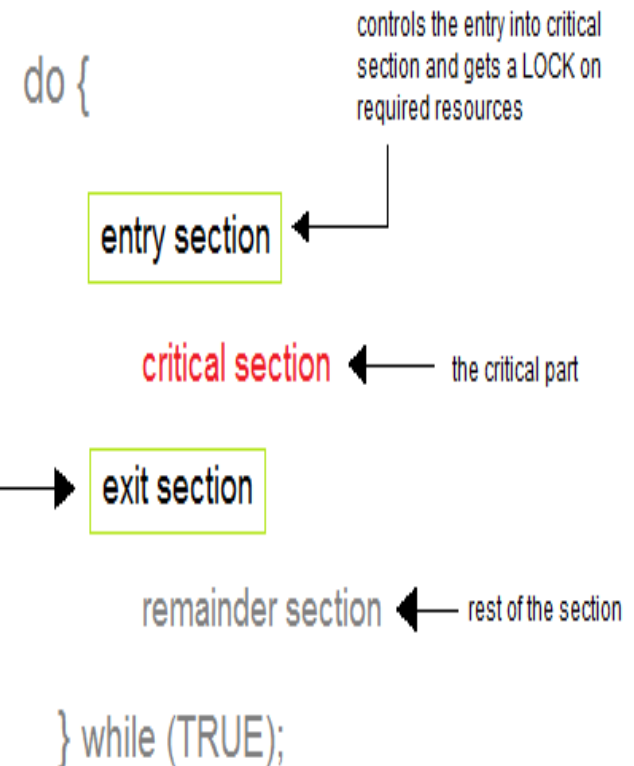 controls the entry into critical
section and gets a LOCK on
required resources
do {
entry section
critical section
the critical part
exit section
remainder section
rest of the section
} while (TRUE);